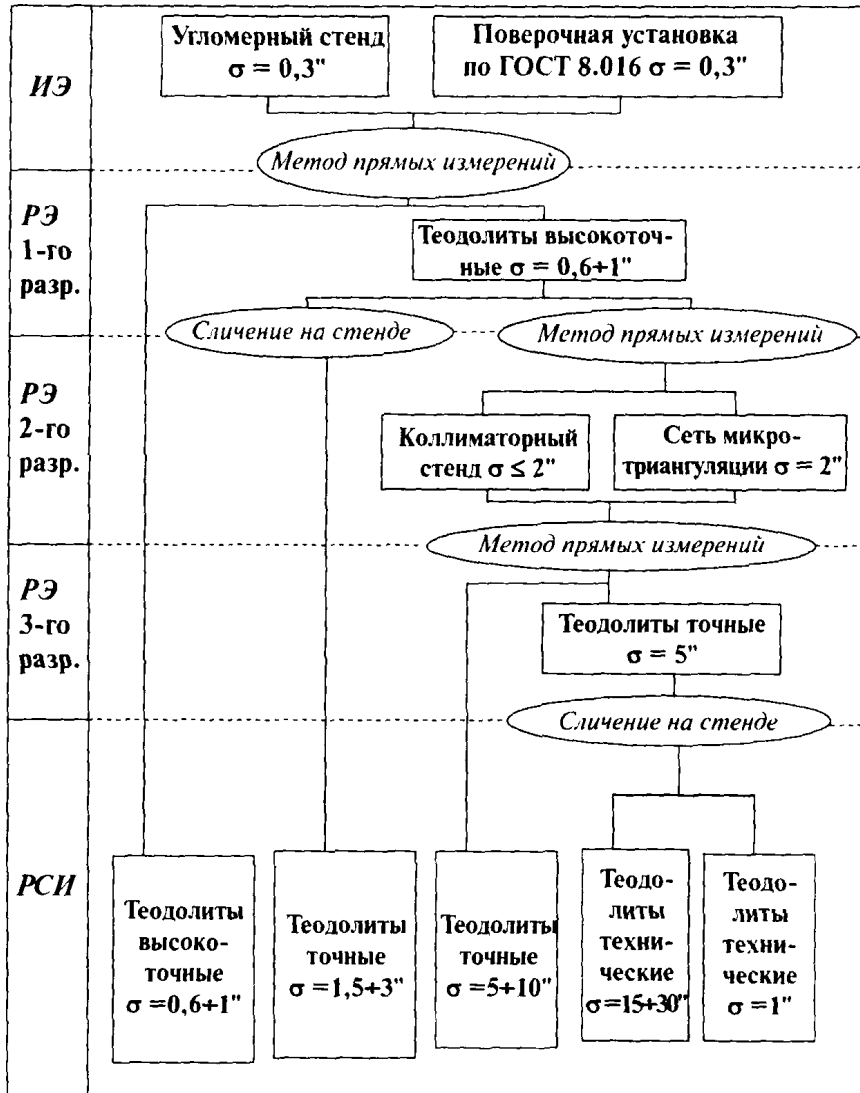 Угломерный стенд
σ = 0,3"
Поверочная установка
по ГОСТ 8.016 σ = 0,3"
ИЭ
Метод прямых измерений
РЭ
1-го
разр.
Теодолиты высокоточ-
ные σ = 0,6+1"
Сличение на стенде
Метод прямых измерений
РЭ
2-го
разр.
Коллиматорный
стенд σ ≤ 2"
Сеть микро-
триангуляции σ = 2"
Метод прямых измерений
РЭ
3-го
разр.
Теодолиты точные
σ = 5"
Сличение на стенде
РСИ
Теодолиты
высоко-
точные
σ =0,6+1"
Теодолиты
точные
σ =1,5+3"
Теодолиты
точные
σ =5+10"
Теодо-
литы
техни-
ческие
σ=15+30"
Теодо-
литы
техни-
ческие
σ =1"